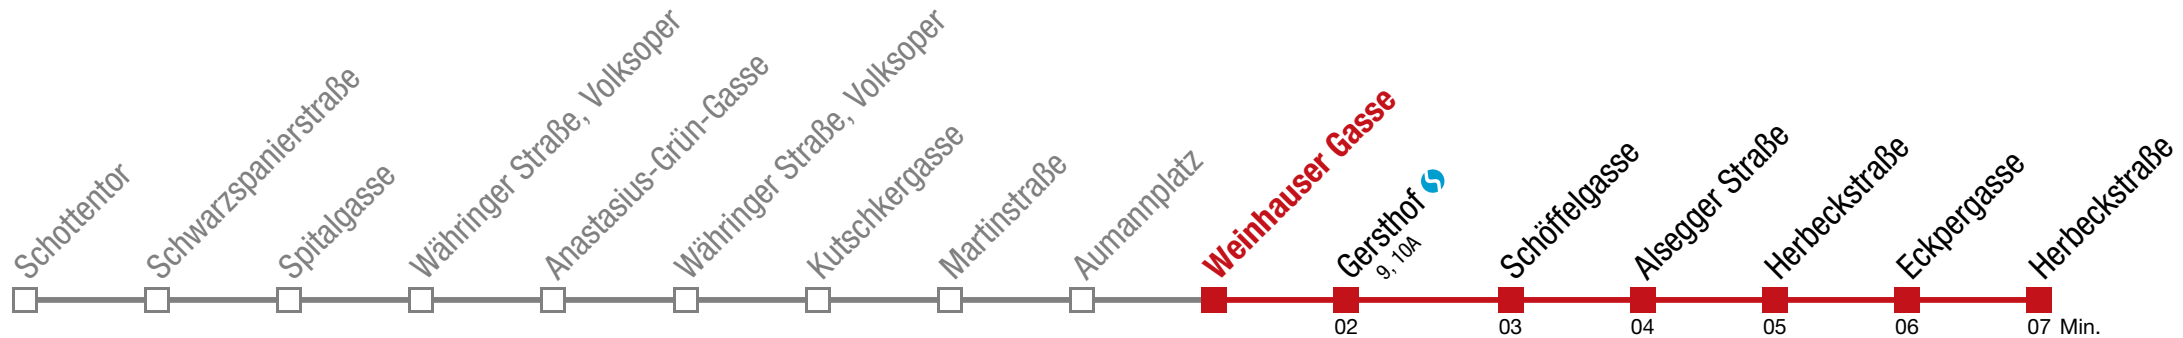 Schottentor
Schwarzspanierstraße
Spitalgasse
Währinger Straße, Volksoper
Anastasius-Grün-Gasse
Währinger Straße, Volksoper
Kutschkergasse
Martinstraße
Aumannplatz
Weinhauser Gasse
Gersthof
9, 10A
Schöffelgasse
Alsegger Straße
Herbeckstraße
Eckpergasse
Herbeckstraße
02 03 04 05 06 07 Min.